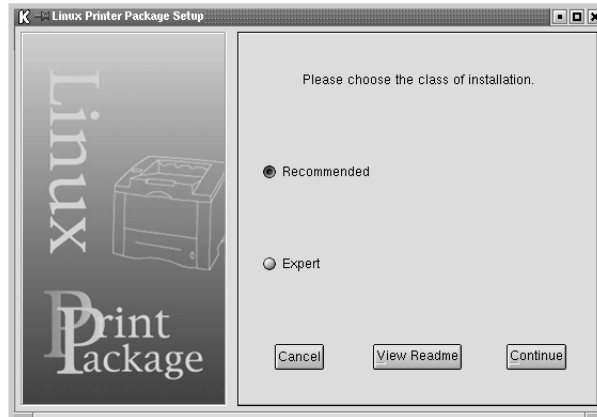 Linux Printer Package Setup
Linux
Print
Package
Please choose the class of installation.
Recommended
Expert
Cancel
View Readme
Continue